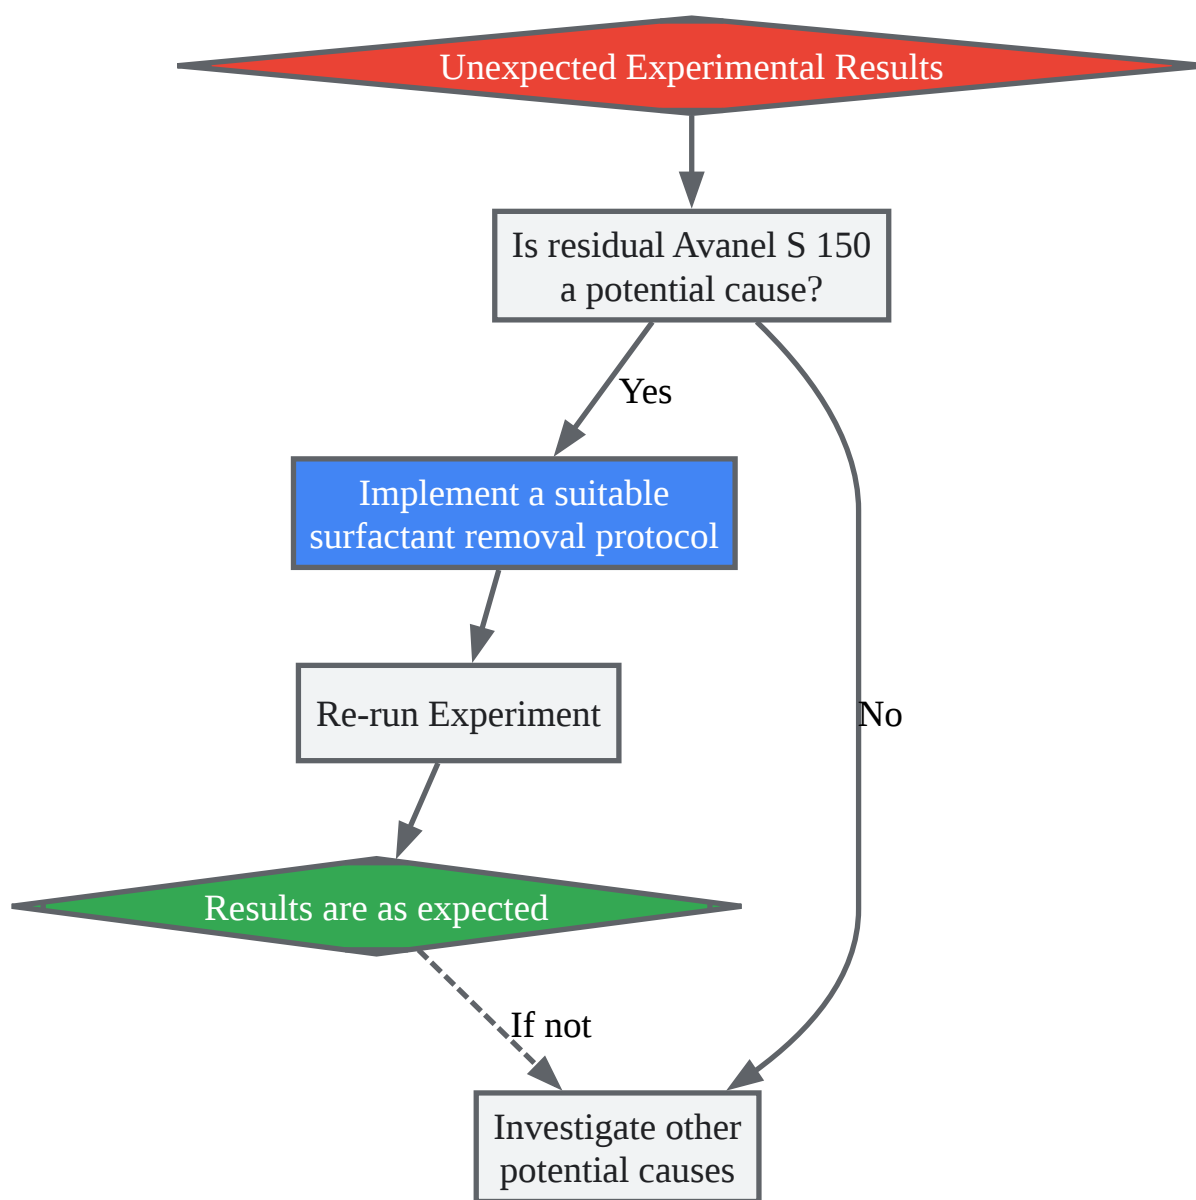 Unexpected Experimental Results
Is residual Avanel S 150
a potential cause?
Yes
Implement a suitable
surfactant removal protocol
Re-run Experiment
No
Results are as expected
If not
Investigate other
potential causes